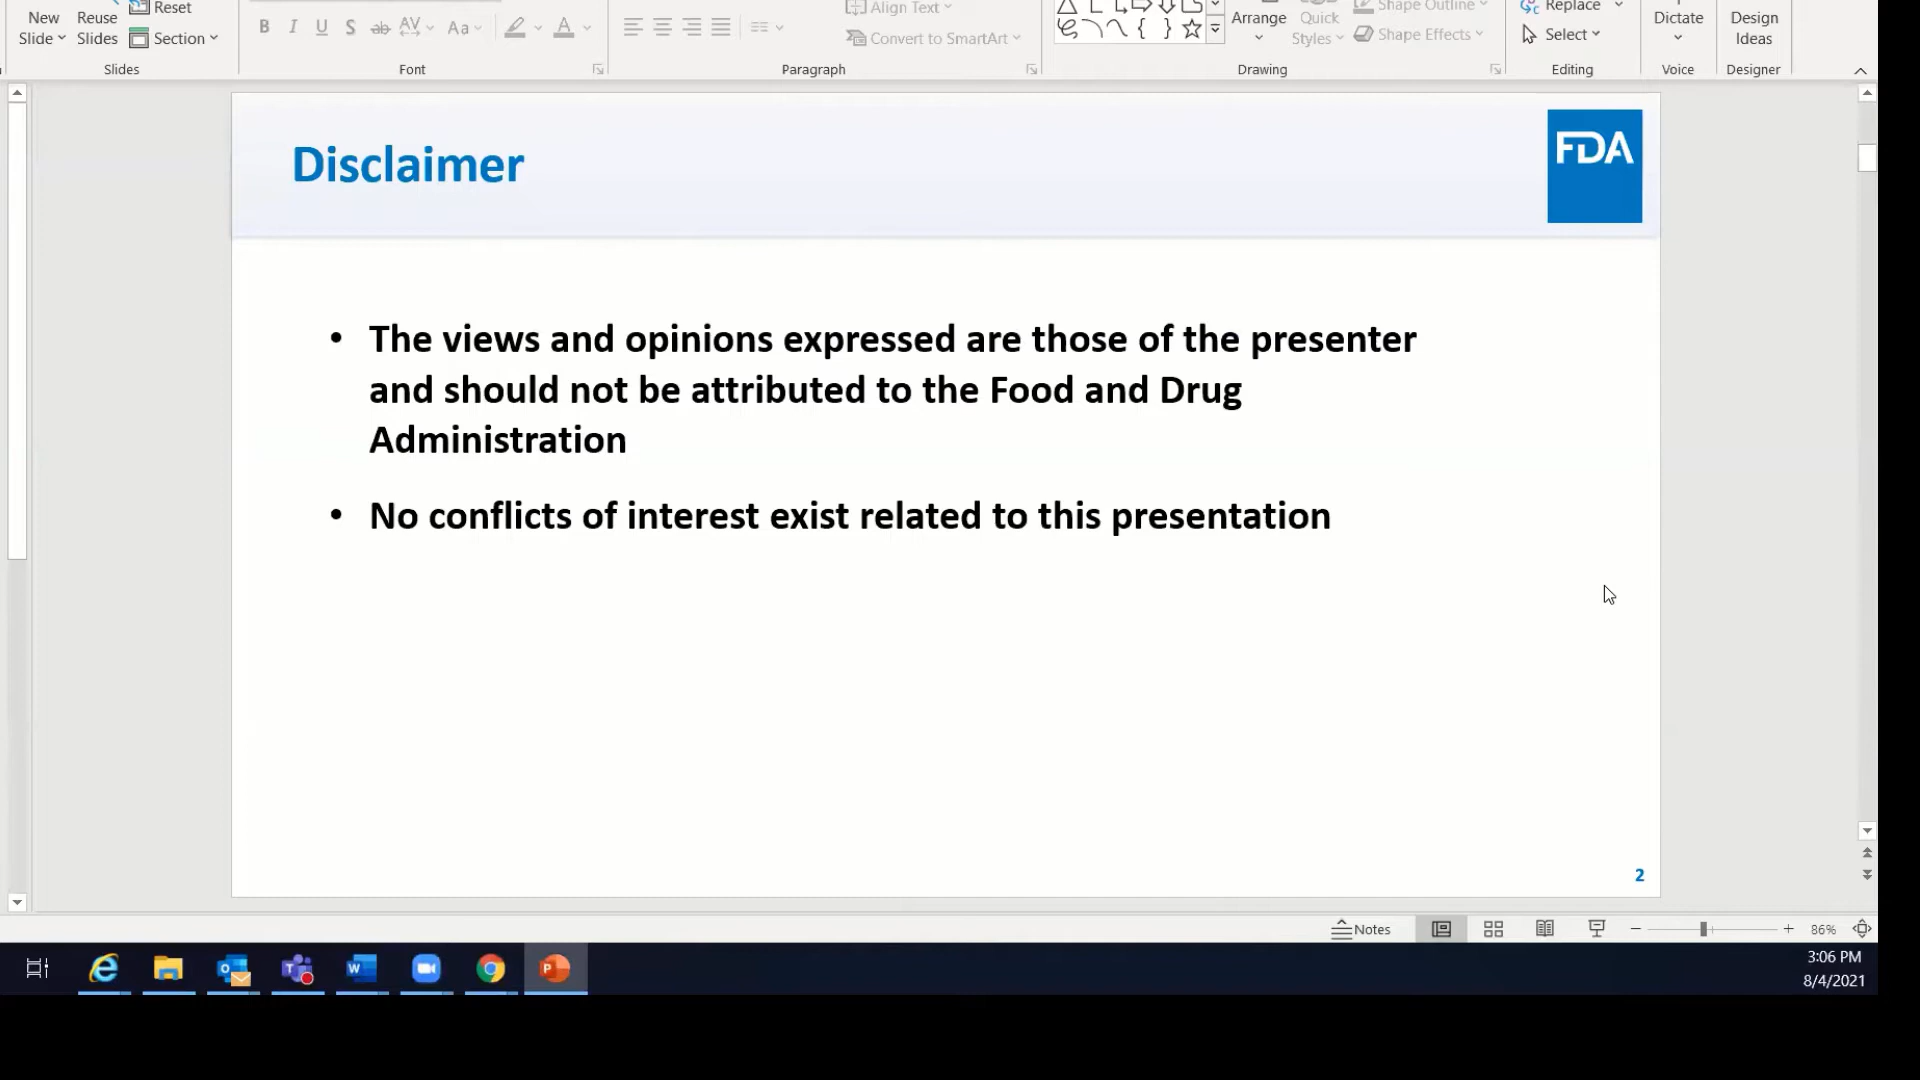 New
Slide
Reuse
Slides
Reset
Section
Slides
B I U S ab AV Aa A
Font
Align Text
Convert to SmartArt
Paragraph
Arrange
Quick
Styles
Shape Outline
Shape Effects
Drawing
Replace
Select
Editing
Dictate
Voice
Design
Ideas
Designer
Disclaimer
FDA
• The views and opinions expressed are those of the presenter
and should not be attributed to the Food and Drug
Administration
• No conflicts of interest exist related to this presentation
2
Notes
86%
3:06 PM
8/4/2021